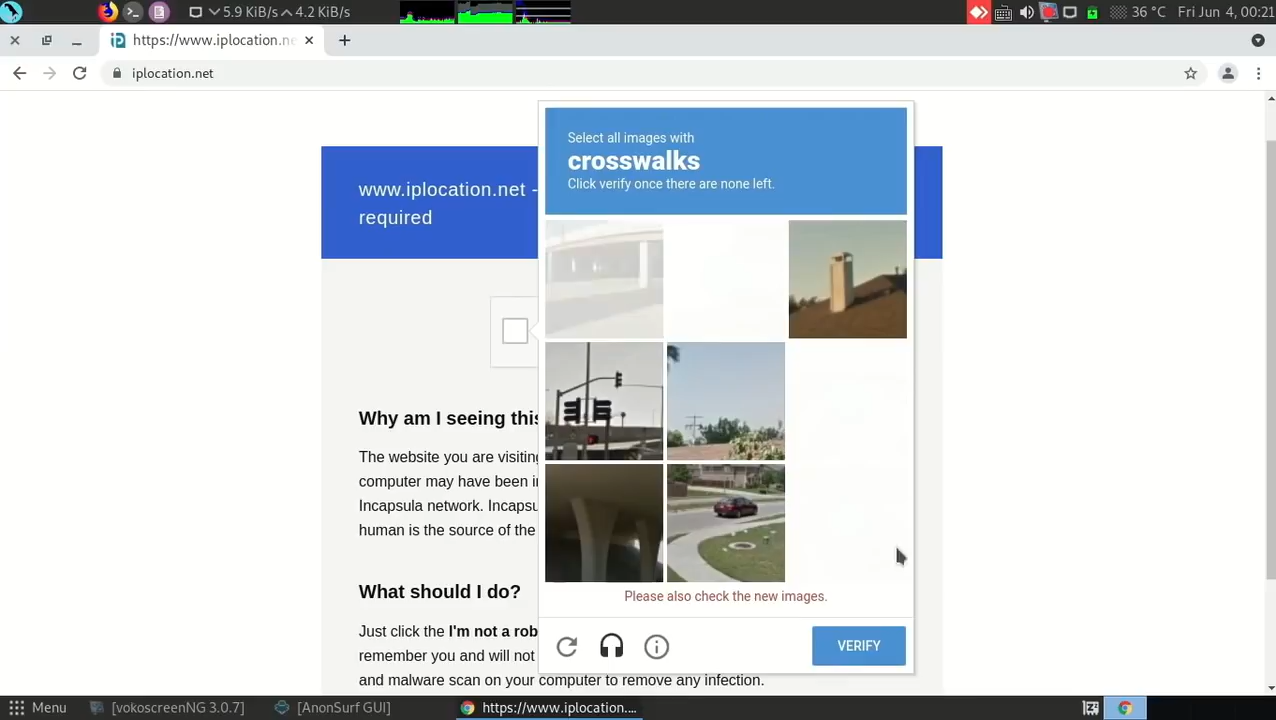 5.9 KiB/s 4.2 KiB/s
36 °C Fri Jun 4, 00:21
https://www.iplocation.ne
iplocation.net
Select all images with
crosswalks
Click verify once there are none left.
www.iplocation.net -
required
Why am I seeing this
The website you are visiting
computer may have been in
Incapsula network. Incapsu
human is the source of the
Please also check the new images.
What should I do?
Just click the I'm not a rob
remember you and will not
VERIFY
and malware scan on your computer to remove any infection.
Menu [vokoscreenNG 3.0.7] [AnonSurf GUI] https://www.iplocation....